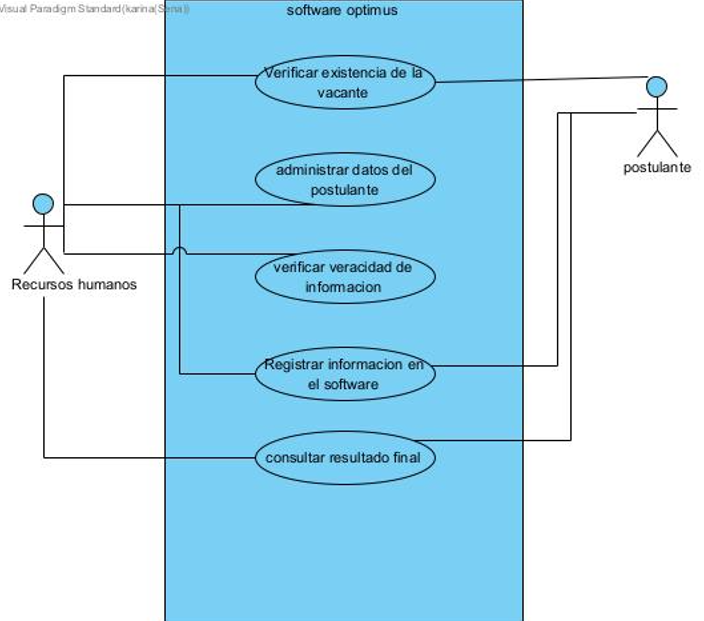 Visual Paradigm Standard(karina(Sena))
software optimus
Verificar existencia de la
vacante
administrar datos del
postulante
postulante
verificar veracidad de
informacion
Recursos humanos
Registrar informacion en
el software
consultar resultado final